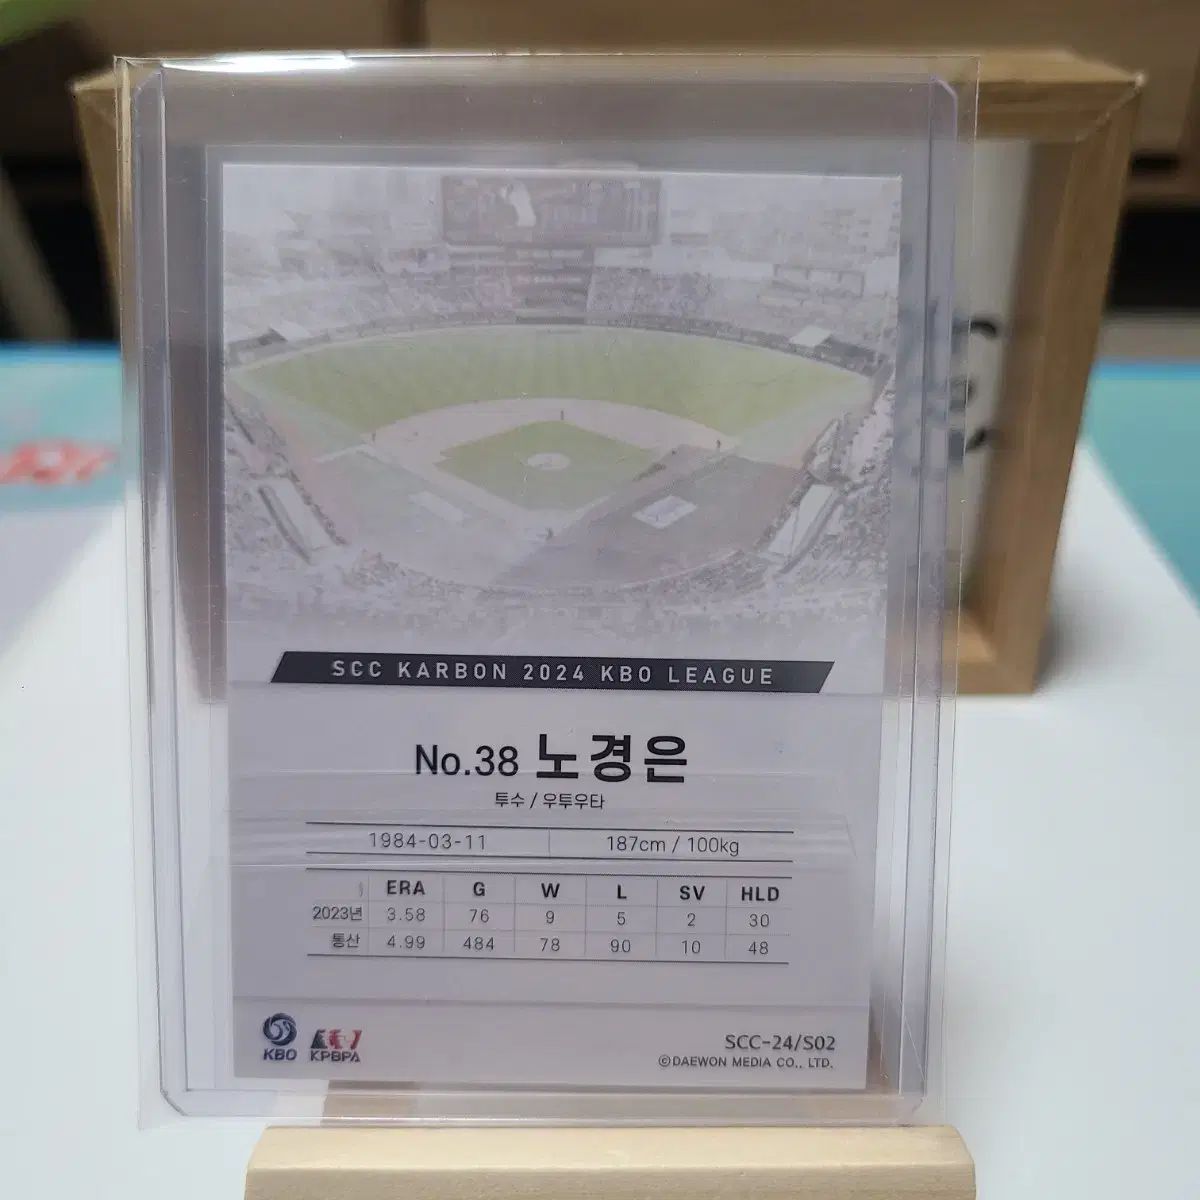 SCC KARBON 2024 KBO LEAGUE
No.38 노경은
투수 / 우투우타
1984-03-11 187cm / 100kg
ERA G W L SV HLD
2023년 3.58 76 9 5 2 30
통산 4.99 484 78 90 10 48
KBO KPBPA
SCC-24/S02
©DAEWON MEDIA CO., LTD.